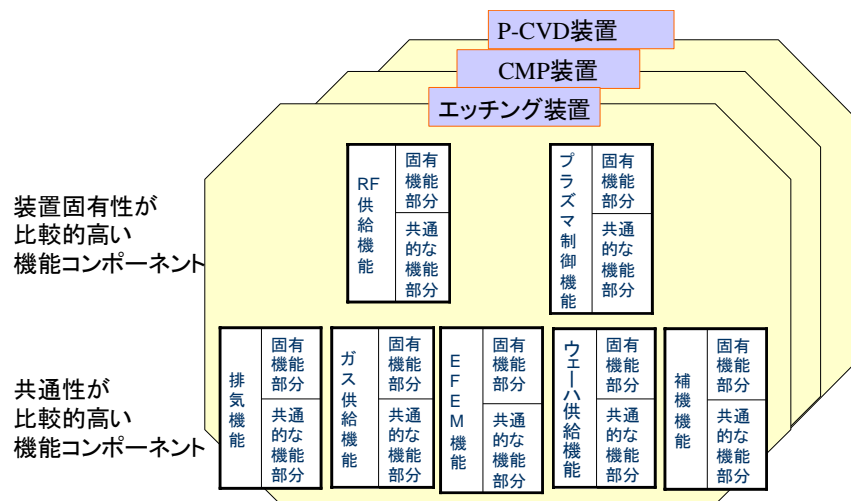 P-CVD装置
CMP装置
エッチング装置
装置固有性が
比較的高い
機能コンポーネント
RF供給機能
固有
機能
部分
共通
的な
機能
部分
プラズマ制御機能
固有
機能
部分
共通
的な
機能
部分
共通性が
比較的高い
機能コンポーネント
排気機能
固有
機能
部分
共通
的な
機能
部分
ガス供給機能
固有
機能
部分
共通
的な
機能
部分
EFEM機能
固有
機能
部分
共通
的な
機能
部分
ウェーハ供給機能
固有
機能
部分
共通
的な
機能
部分
補機機能
固有
機能
部分
共通
的な
機能
部分